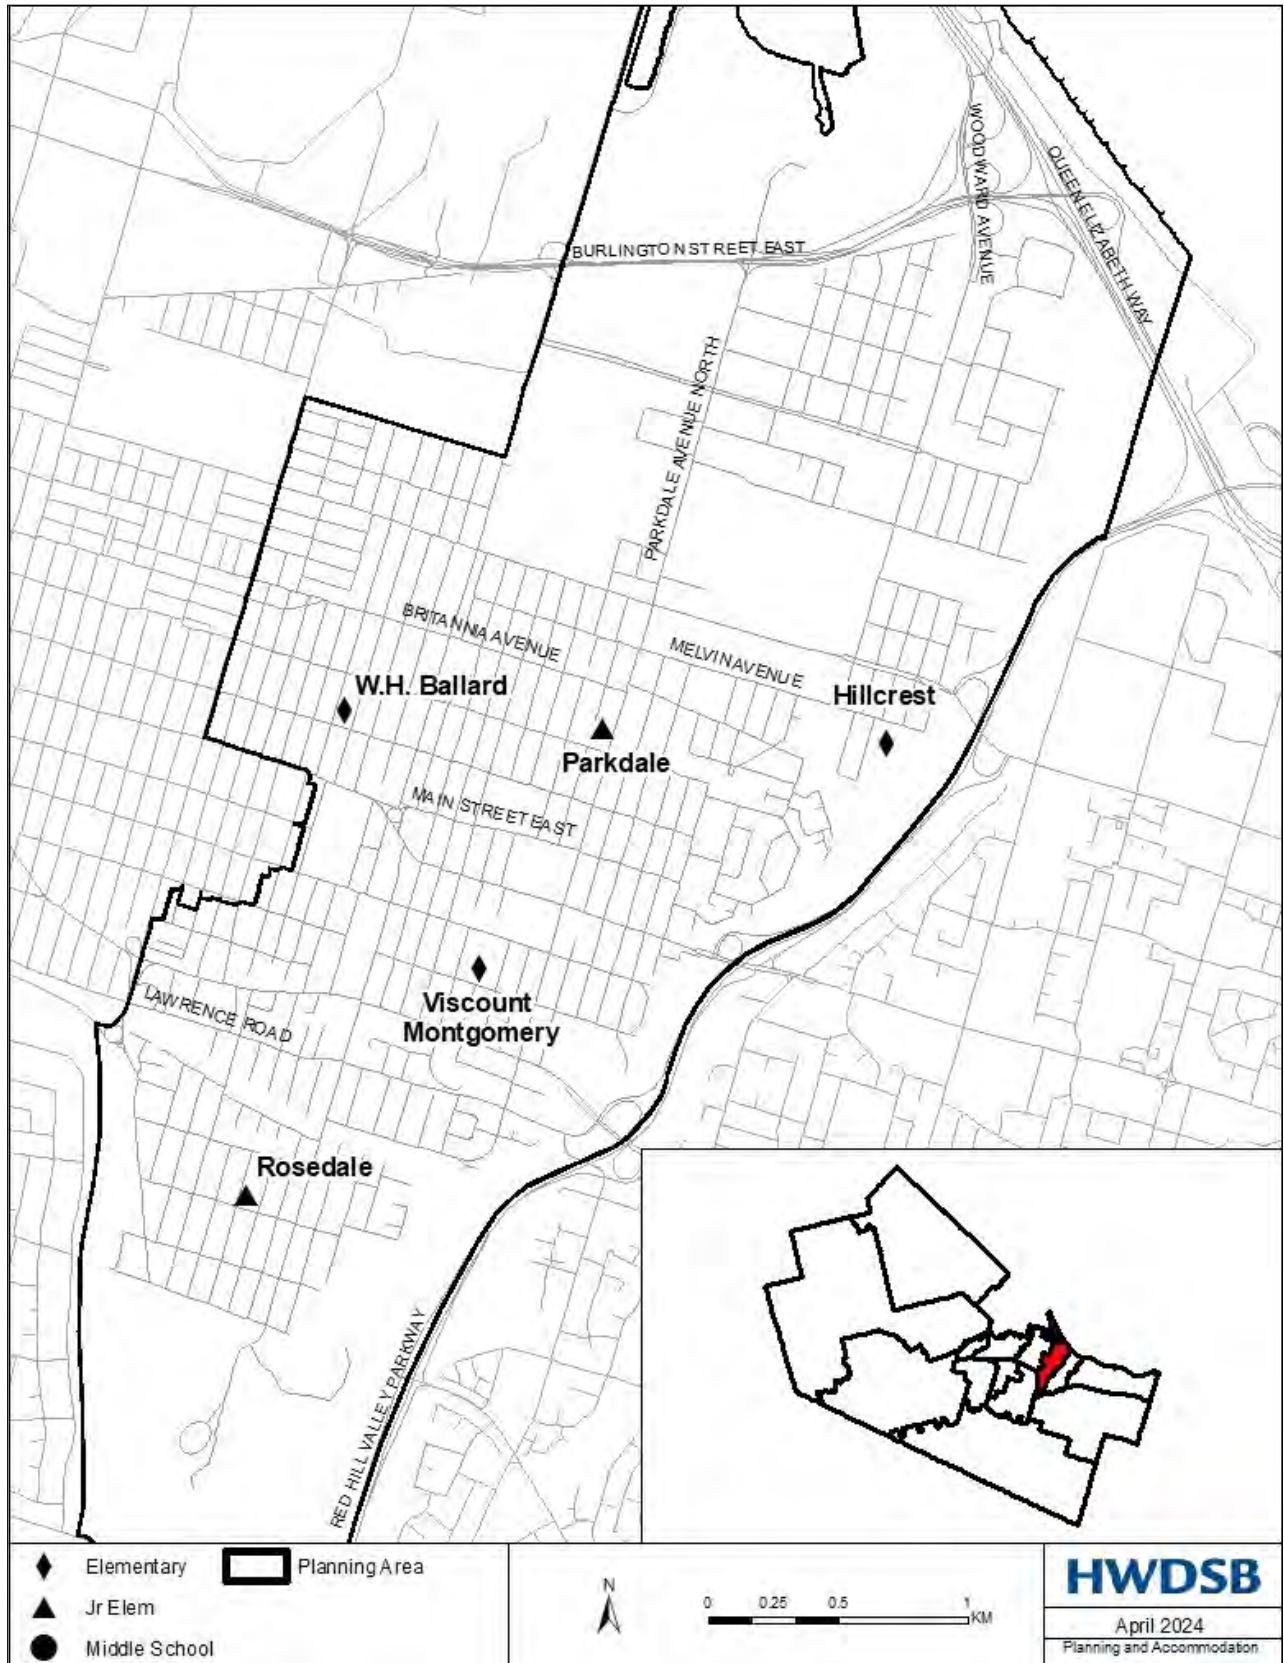 WOODWARD AVENUE
QUEEN ELIZABETH WAY
BURLINGTON STREET EAST
PARKDALE AVENUE NORTH
BRITANNIA AVENUE
MELVIN AVENUE
W.H. Ballard
Hillcrest
Parkdale
MAIN STREET EAST
Viscount
Montgomery
LAWRENCE ROAD
Rosedale
RED HILL VALLEY PARKWAY
Elementary
Planning Area
Jr Elem
Middle School
N
0 0.25 0.5 1
KM
HWDSB
April 2024
Planning and Accommodation